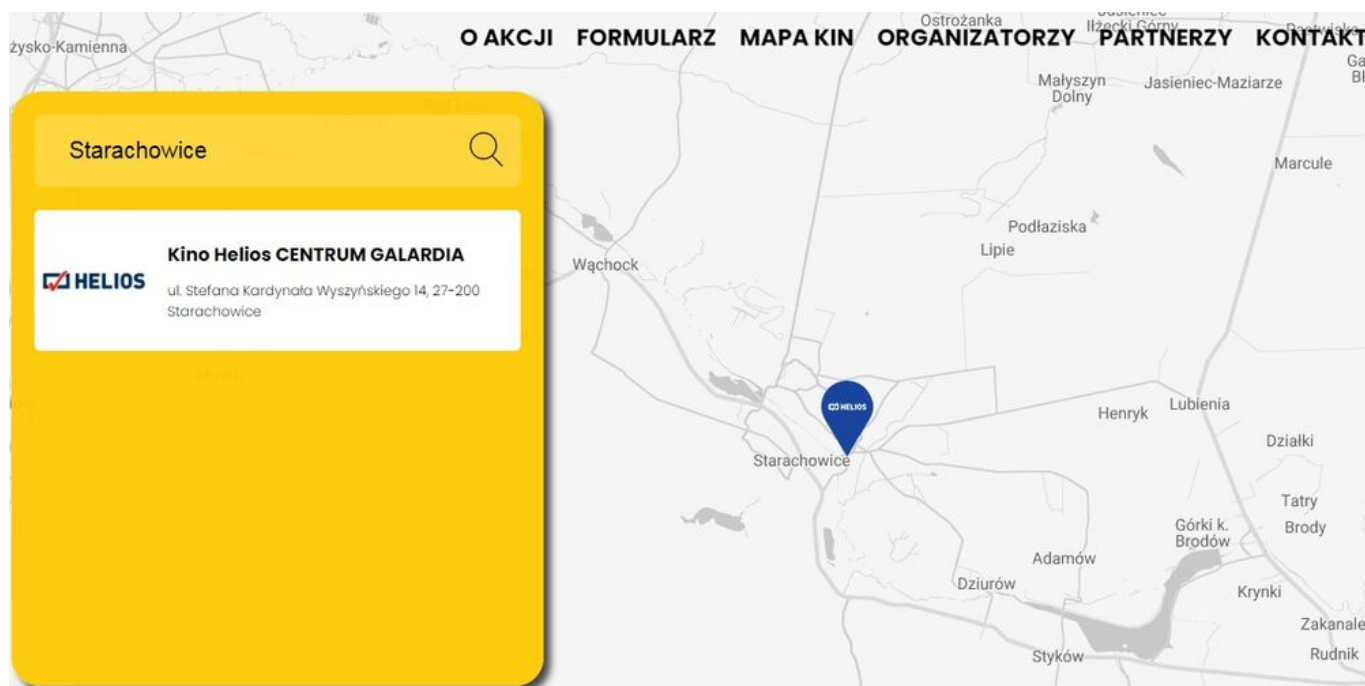 Ostrożanka
Iłżecki Górny
żysko-Kamienna
O AKCJI FORMULARZ MAPA KIN ORGANIZATORZY PARTNERZY KONTAKT
Małyszyn
Dolny
Jasieniec-Maziarze
Starachowice
Marcule
Podłaziska
Lipie
Kino Helios CENTRUM GALARDIA
HELIOS
ul. Stefana Kardynała Wyszyńskiego 14, 27-200
Starachowice
Wąchock
HELIOS
Henryk
Lubienia
Działki
Starachowice
Tatry
Górki k.
Brodów
Brody
Adamów
Dziurów
Krynki
Zakanale
Styków
Rudnik